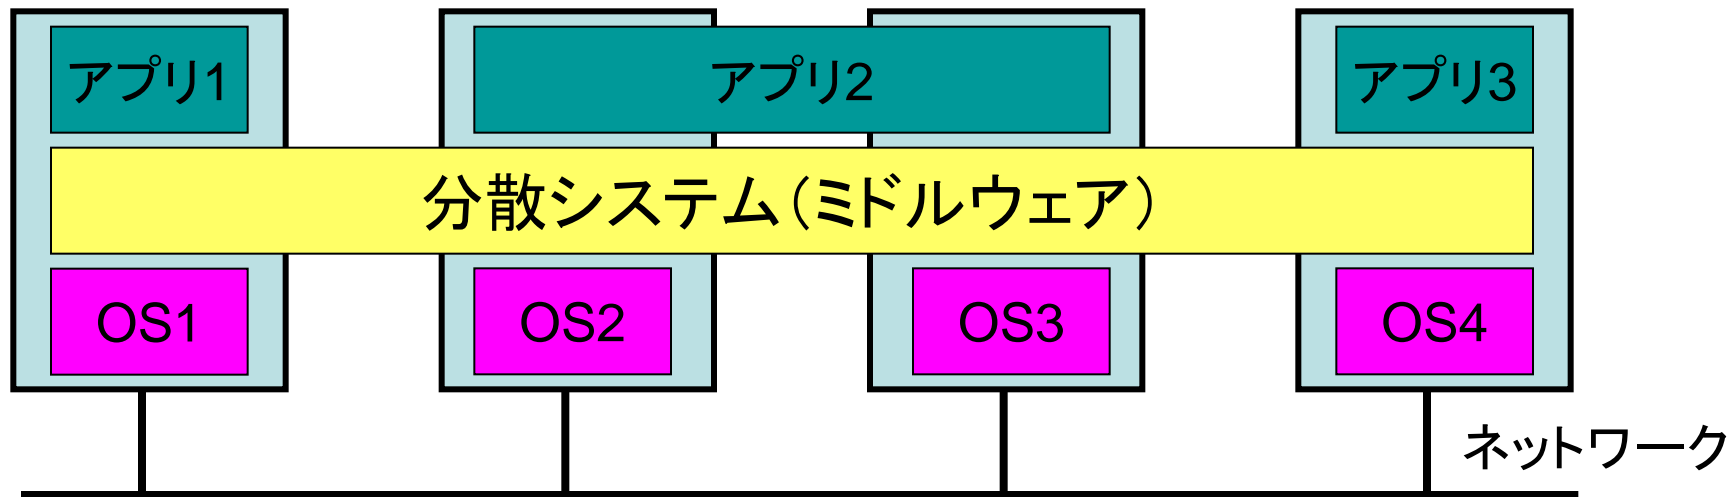 アプリ1
アプリ2
アプリ3
分散システム（ミドルウェア）
OS1
OS2
OS3
OS4
ネットワーク